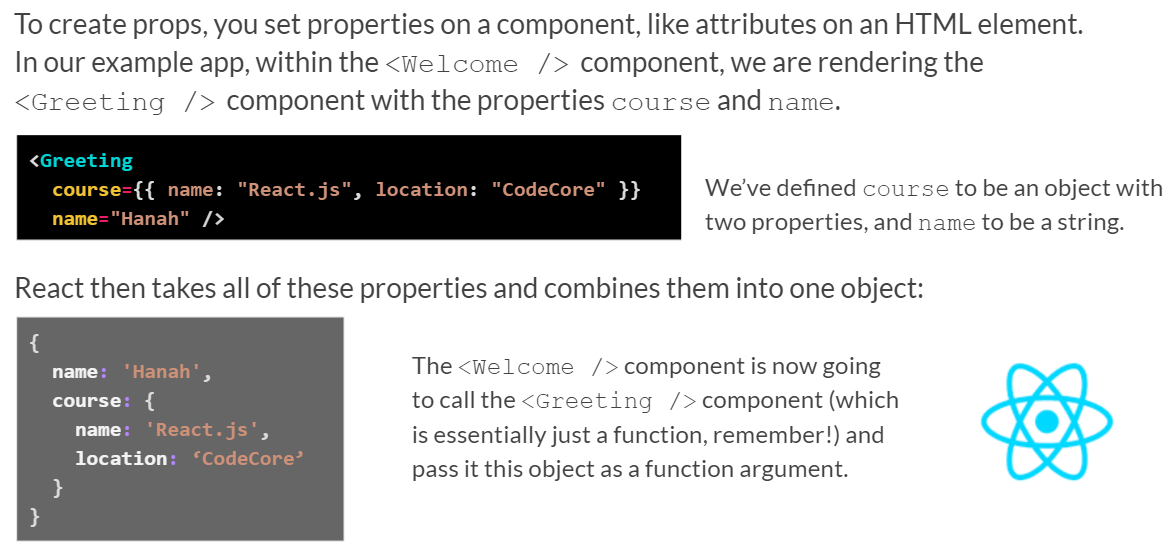 To create props, you set properties on a component, like attributes on an HTML element.
In our example app, within the <Welcome /> component, we are rendering the
<Greeting /> component with the properties course and name.
<Greeting
  course={{ name: "React.js", location: "CodeCore" }}
  name="Hanah" />
We’ve defined course to be an object with
two properties, and name to be a string.
React then takes all of these properties and combines them into one object:
{
  name: 'Hanah',
  course: {
    name: 'React.js',
    location: ‘CodeCore’
  }
}
The <Welcome /> component is now going
to call the <Greeting /> component (which
is essentially just a function, remember!) and
pass it this object as a function argument.